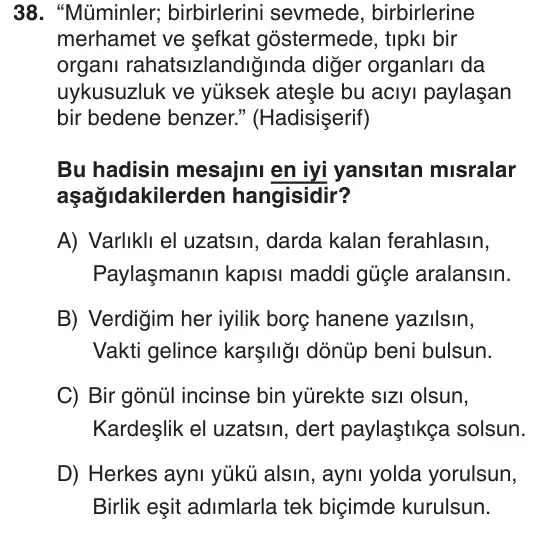 38. “Müminler; birbirlerini sevmede, birbirlerine
merhamet ve şefkat göstermede, tıpkı bir
organı rahatsızlandığında diğer organları da
uykusuzluk ve yüksek ateşle bu acıyı paylaşan
bir bedene benzer.” (Hadisişerif)
Bu hadisin mesajını en iyi yansıtan mısralar
aşağıdakilerden hangisidir?
A) Varlıklı el uzatsın, darda kalan ferahlasın,
Paylaşmanın kapısı maddi güçle aralansın.
B) Verdiğim her iyilik borç hanene yazılsın,
Vakti gelince karşılığı dönüp beni bulsun.
C) Bir gönül incinse bin yürekte sızı olsun,
Kardeşlik el uzatsın, dert paylaştıkça solsun.
D) Herkes aynı yükü alsın, aynı yolda yorulsun,
Birlik eşit adımlarla tek biçimde kurulsun.